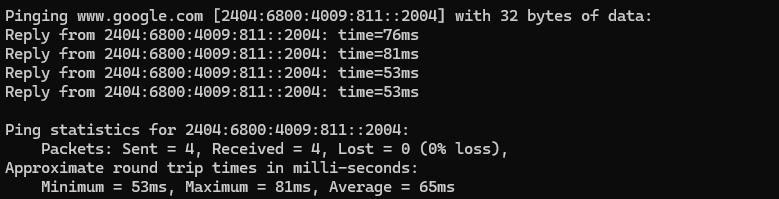 Pinging www.google.com [2404:6800:4009:811::2004] with 32 bytes of data:
Reply from 2404:6800:4009:811::2004: time=76ms
Reply from 2404:6800:4009:811::2004: time=81ms
Reply from 2404:6800:4009:811::2004: time=53ms
Reply from 2404:6800:4009:811::2004: time=53ms

Ping statistics for 2404:6800:4009:811::2004:
    Packets: Sent = 4, Received = 4, Lost = 0 (0% loss),
Approximate round trip times in milli-seconds:
    Minimum = 53ms, Maximum = 81ms, Average = 65ms